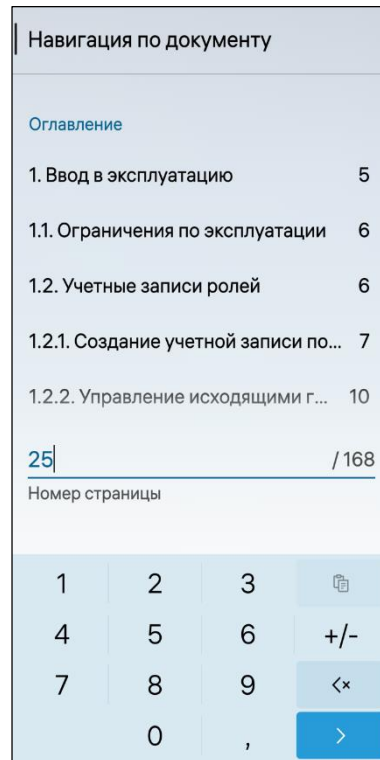 Навигация по документу
Оглавление
1. Ввод в эксплуатацию 5
1.1. Ограничения по эксплуатации 6
1.2. Учетные записи ролей 6
1.2.1. Создание учетной записи по... 7
1.2.2. Управление исходящими г... 10
25 / 168
Номер страницы
1 2 3
4 5 6 +/-
7 8 9
0 ,